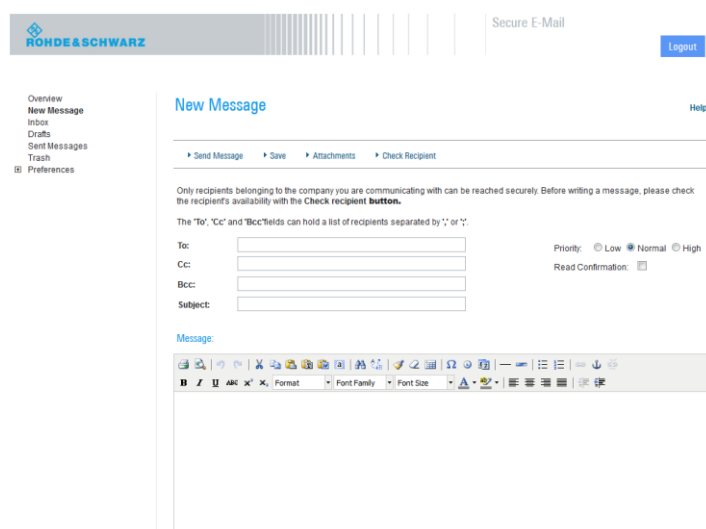 Secure E-Mail
ROHDE&SCHWARZ
Logout
Overview
New Message
Inbox
Drafts
Sent Messages
Trash
Preferences
New Message
Help
Send Message Save Attachments Check Recipient
Only recipients belonging to the company you are communicating with can be reached securely. Before writing a message, please check
the recipient's availability with the Check recipient button.
The 'To', 'Cc' and 'Bcc'fields can hold a list of recipients separated by ',' or ';'.
To:
Priority: Low Normal High
Cc:
Read Confirmation:
Bcc:
Subject:
Message:
B I U ABC x² x₂ Format Font Family Font Size A ab